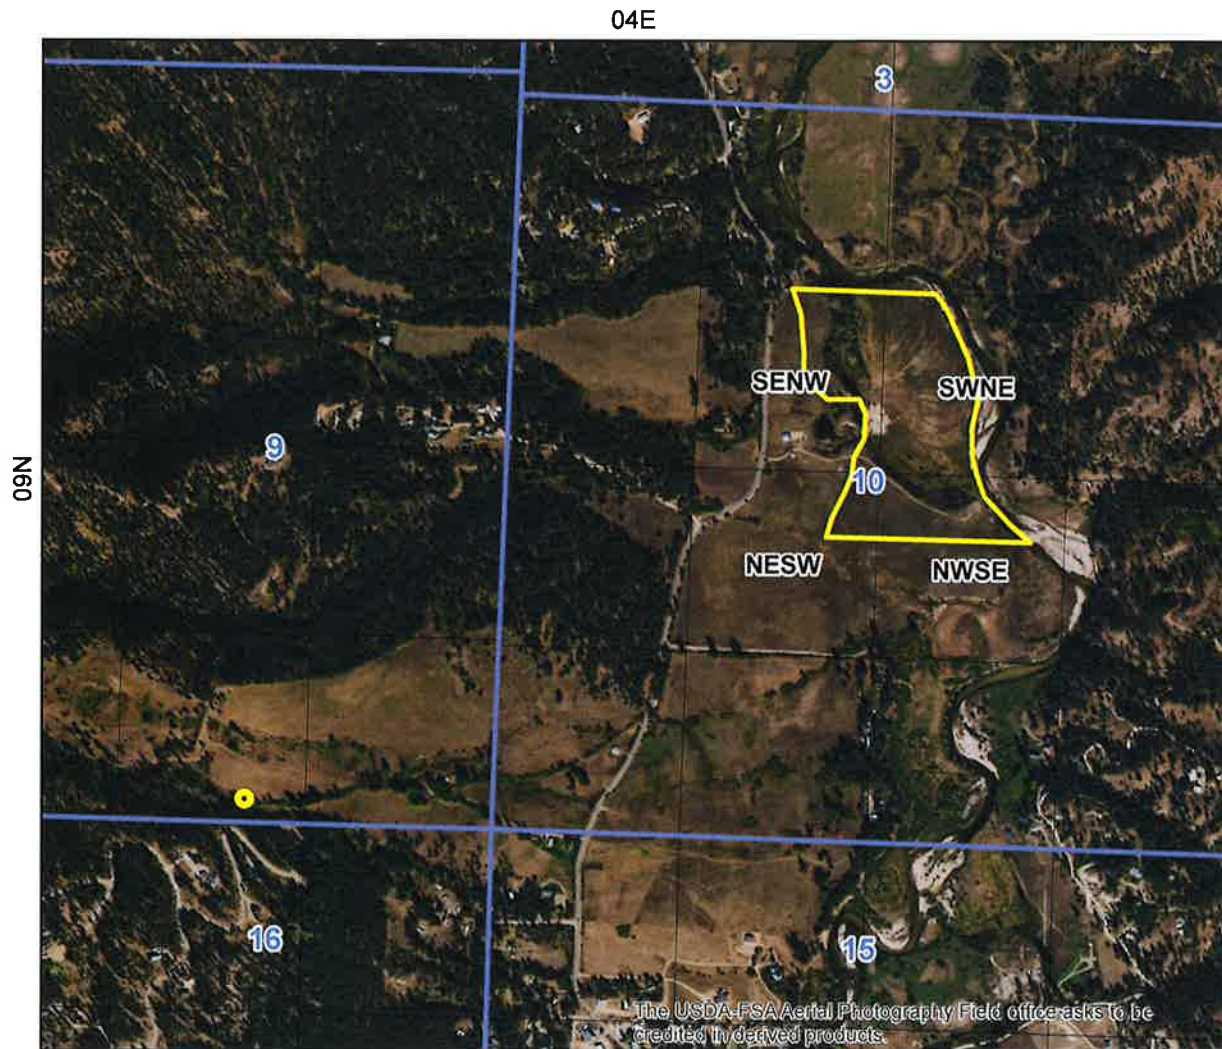 04E
3
SENW
SWNE
9
09N
10
NESW
NWSE
16
15
The USDA-FSA Aerial Photography Field office asks to be
credited in derived products.